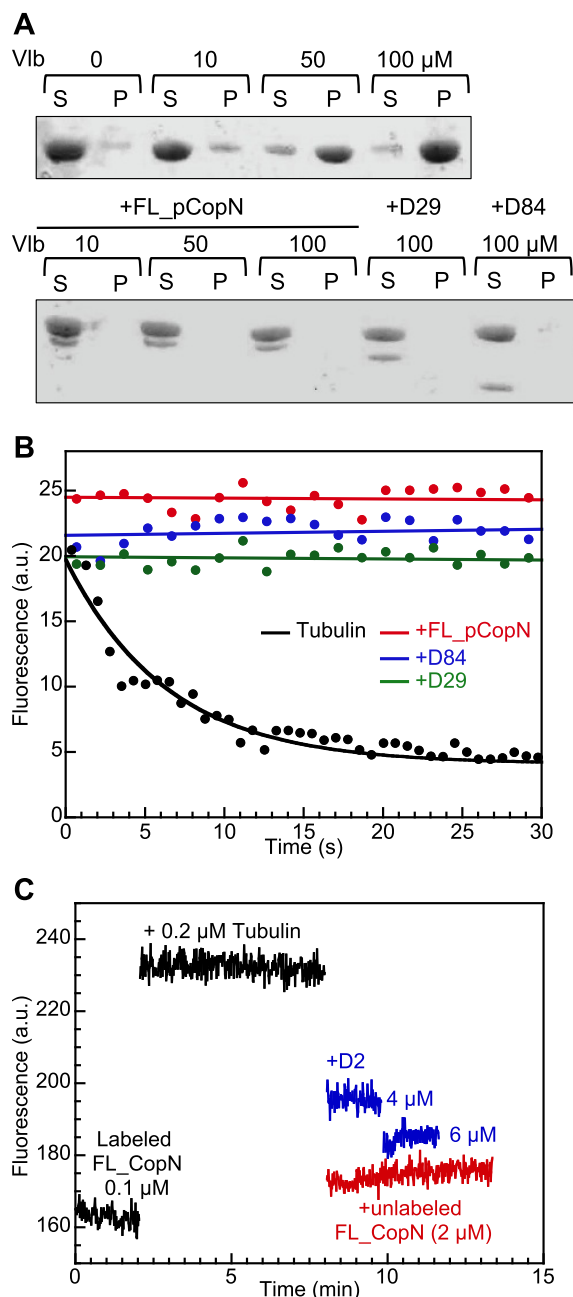 A
Vlb 0 10 50 100 µM
S P S P S P S P
+FL_pCopN +D29 +D84
Vlb 10 50 100 100 100 µM
S P S P S P S P S P
B
25
20
15
10
5
0
Fluorescence (a.u.)
Tubulin +FL_pCopN
+D84
+D29
0 5 10 15 20 25 30
Time (s)
C
240
220
200
180
160
Fluorescence (a.u.)
+ 0.2 µM Tubulin
+D2
4 µM
6 µM
Labeled
FL_CopN
0.1 µM
+unlabeled
FL_CopN (2 µM)
0 5 10 15
Time (min)